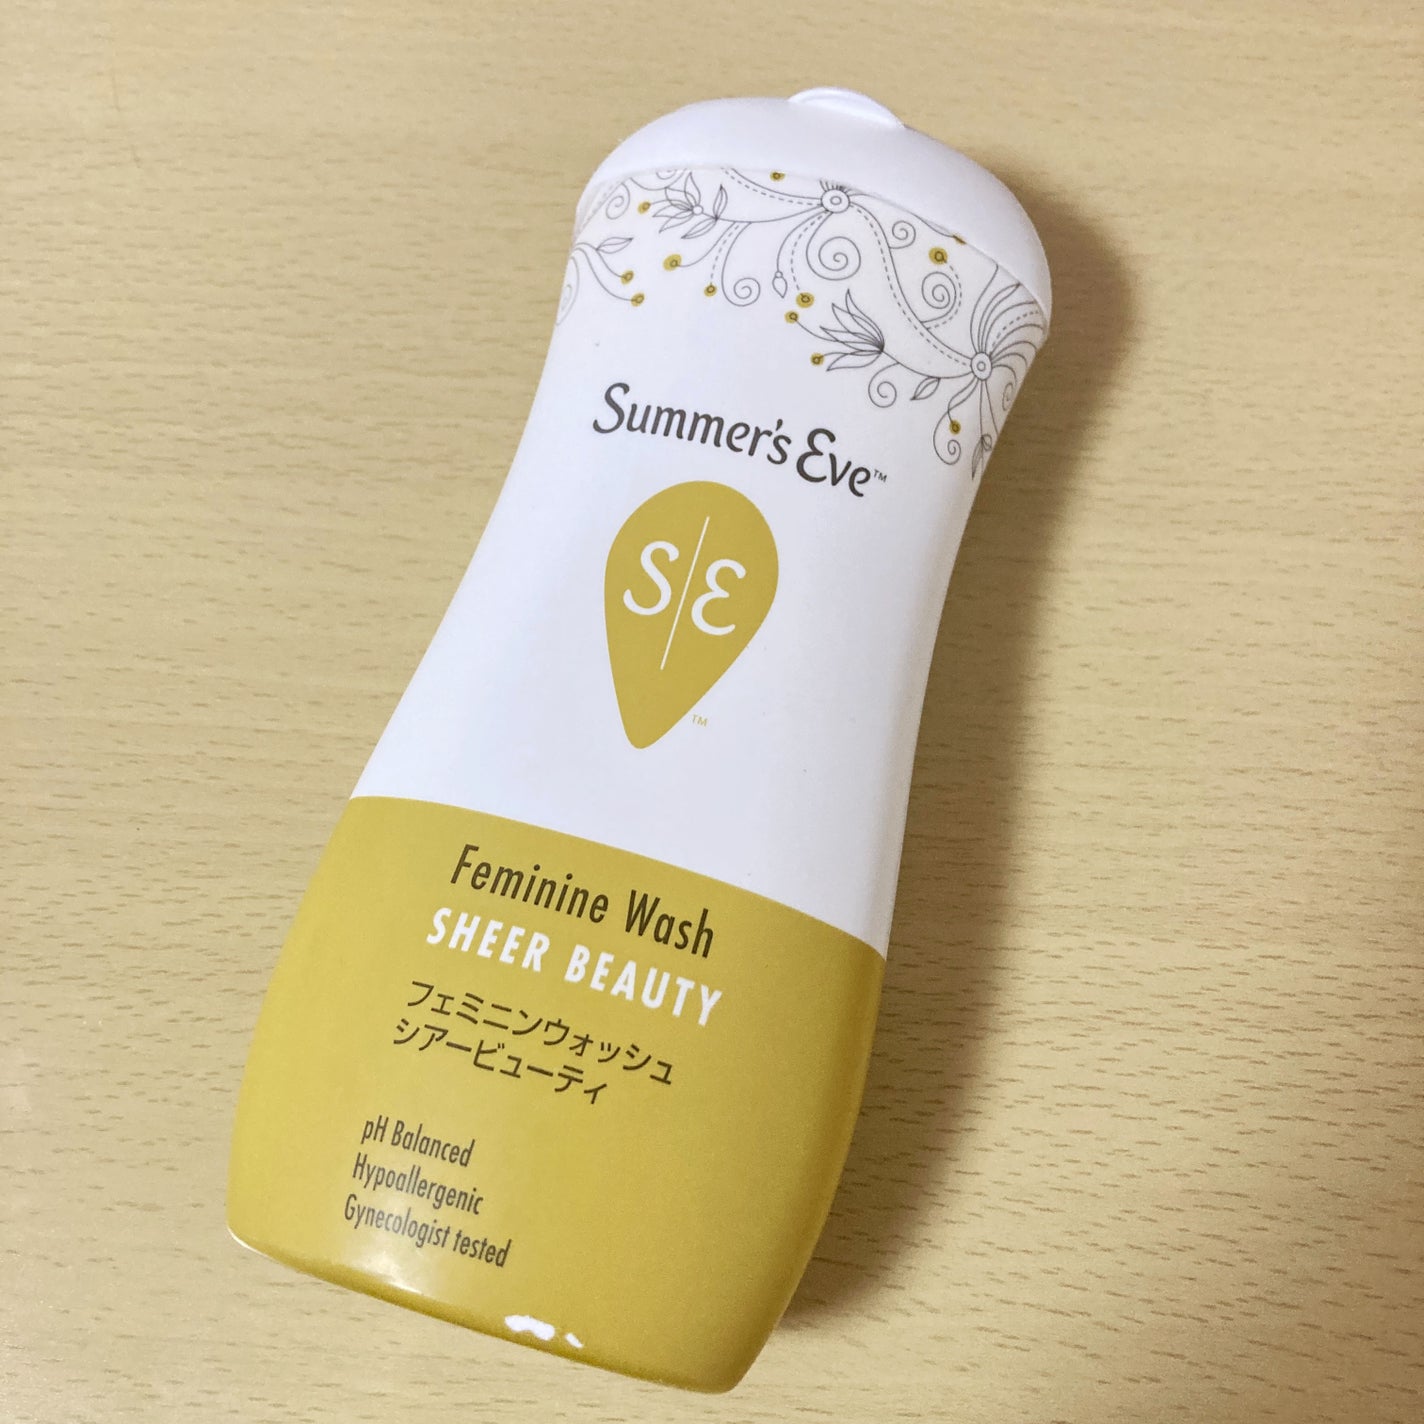 Summer's Eve™
S|E
™
Feminine Wash
SHEER BEAUTY
フェミニンウォッシュ
シアービューティ
pH Balanced
Hypoallergenic
Gynecologist tested